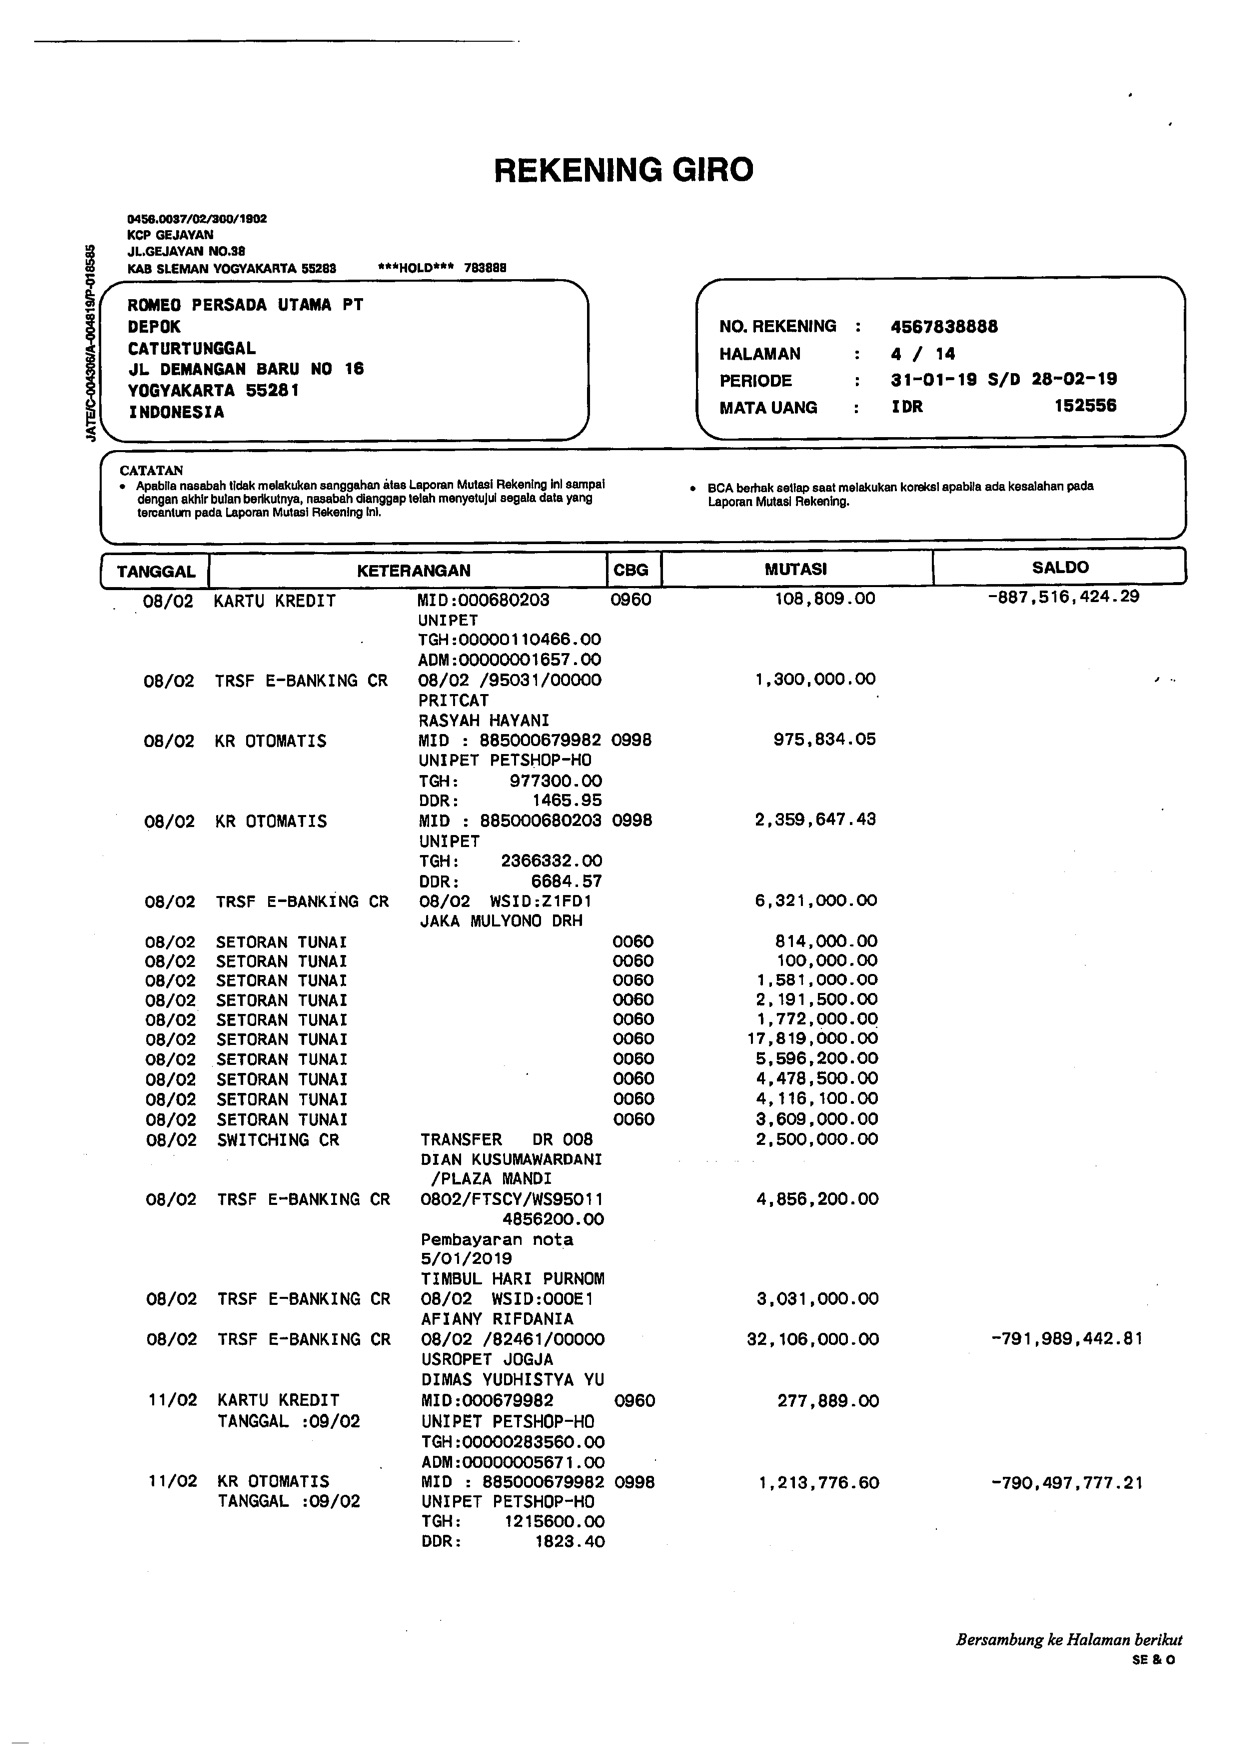 REKENING GIRO
0456.0037/02/300/1902
KCP GEJAYAN
JL.GEJAYAN NO.38
KAB SLEMAN YOGYAKARTA 55283 ***HOLD*** 783888
JATE/C-004306/A-004819/P-018585
ROMEO PERSADA UTAMA PT
DEPOK
CATURTUNGGAL
JL DEMANGAN BARU NO 16
YOGYAKARTA 55281
INDONESIA
NO. REKENING : 4567838888
HALAMAN : 4 / 14
PERIODE : 31-01-19 S/D 28-02-19
MATA UANG : IDR 152556
CATATAN
• Apabila nasabah tidak melakukan sanggahan atas Laporan Mutasi Rekening ini sampai
dengan akhir bulan berikutnya, nasabah dianggap telah menyetujui segala data yang
tercantum pada Laporan Mutasi Rekening ini.
• BCA berhak setiap saat melakukan koreksi apabila ada kesalahan pada
Laporan Mutasi Rekening.
TANGGAL KETERANGAN CBG MUTASI SALDO
08/02 KARTU KREDIT MID:000680203 0960 108,809.00 -887,516,424.29
UNIPET
TGH:00000110466.00
ADM:00000001657.00
08/02 TRSF E-BANKING CR 08/02 /95031/00000 1,300,000.00
PRITCAT
RASYAH HAYANI
08/02 KR OTOMATIS MID : 885000679982 0998 975,834.05
UNIPET PETSHOP-HO
TGH: 977300.00
DDR: 1465.95
08/02 KR OTOMATIS MID : 885000680203 0998 2,359,647.43
UNIPET
TGH: 2366332.00
DDR: 6684.57
08/02 TRSF E-BANKING CR 08/02 WSID:Z1FD1 6,321,000.00
JAKA MULYONO DRH
08/02 SETORAN TUNAI 0060 814,000.00
08/02 SETORAN TUNAI 0060 100,000.00
08/02 SETORAN TUNAI 0060 1,581,000.00
08/02 SETORAN TUNAI 0060 2,191,500.00
08/02 SETORAN TUNAI 0060 1,772,000.00
08/02 SETORAN TUNAI 0060 17,819,000.00
08/02 SETORAN TUNAI 0060 5,596,200.00
08/02 SETORAN TUNAI 0060 4,478,500.00
08/02 SETORAN TUNAI 0060 4,116,100.00
08/02 SETORAN TUNAI 0060 3,609,000.00
08/02 SWITCHING CR TRANSFER DR 008 2,500,000.00
DIAN KUSUMAWARDANI
/PLAZA MANDI
08/02 TRSF E-BANKING CR 0802/FTSCY/WS95011 4,856,200.00
4856200.00
Pembayaran nota
5/01/2019
TIMBUL HARI PURNOM
08/02 TRSF E-BANKING CR 08/02 WSID:000E1 3,031,000.00
AFIANY RIFDANIA
08/02 TRSF E-BANKING CR 08/02 /82461/00000 32,106,000.00 -791,989,442.81
USROPET JOGJA
DIMAS YUDHISTYA YU
11/02 KARTU KREDIT MID:000679982 0960 277,889.00
TANGGAL :09/02 UNIPET PETSHOP-HO
TGH:00000283560.00
ADM:00000005671.00
11/02 KR OTOMATIS MID : 885000679982 0998 1,213,776.60 -790,497,777.21
TANGGAL :09/02 UNIPET PETSHOP-HO
TGH: 1215600.00
DDR: 1823.40
Bersambung ke Halaman berikut
SE & O